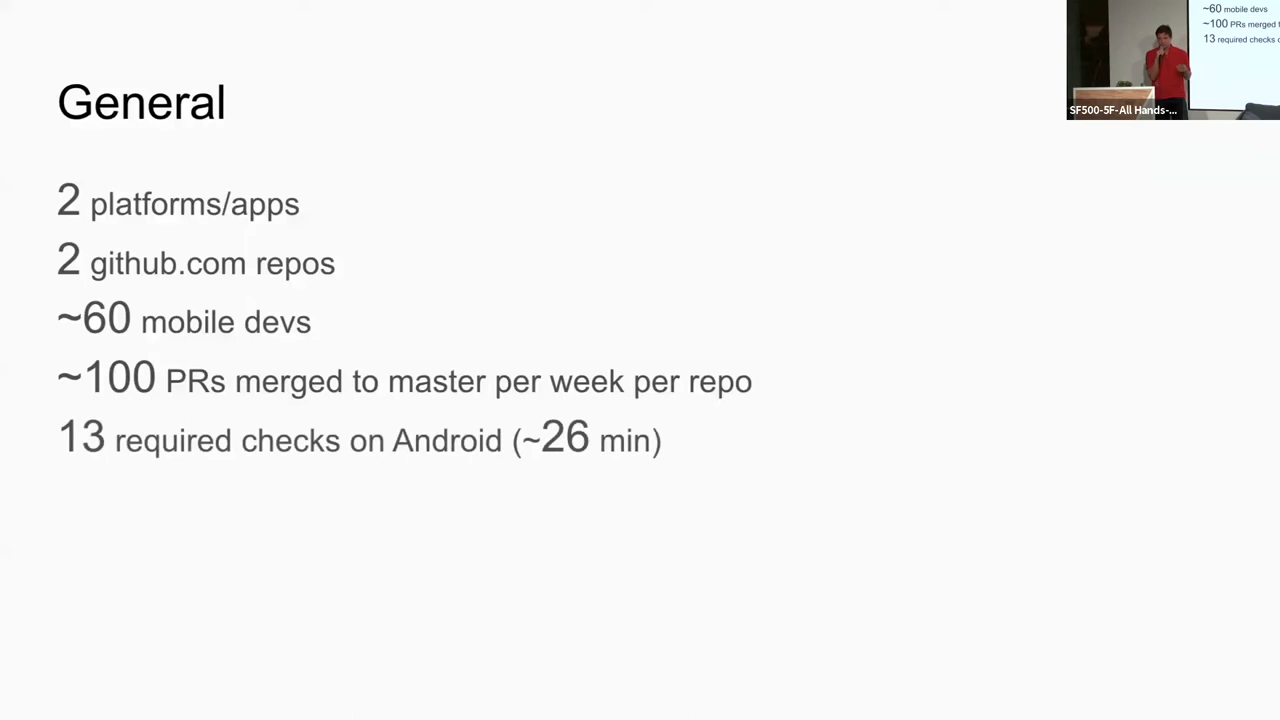 General
2 platforms/apps
2 github.com repos
~60 mobile devs
~100 PRs merged to master per week per repo
13 required checks on Android (~26 min)
~60 mobile devs
~100 PRs merged t
13 required checks o
SF500-5F-All Hands-...